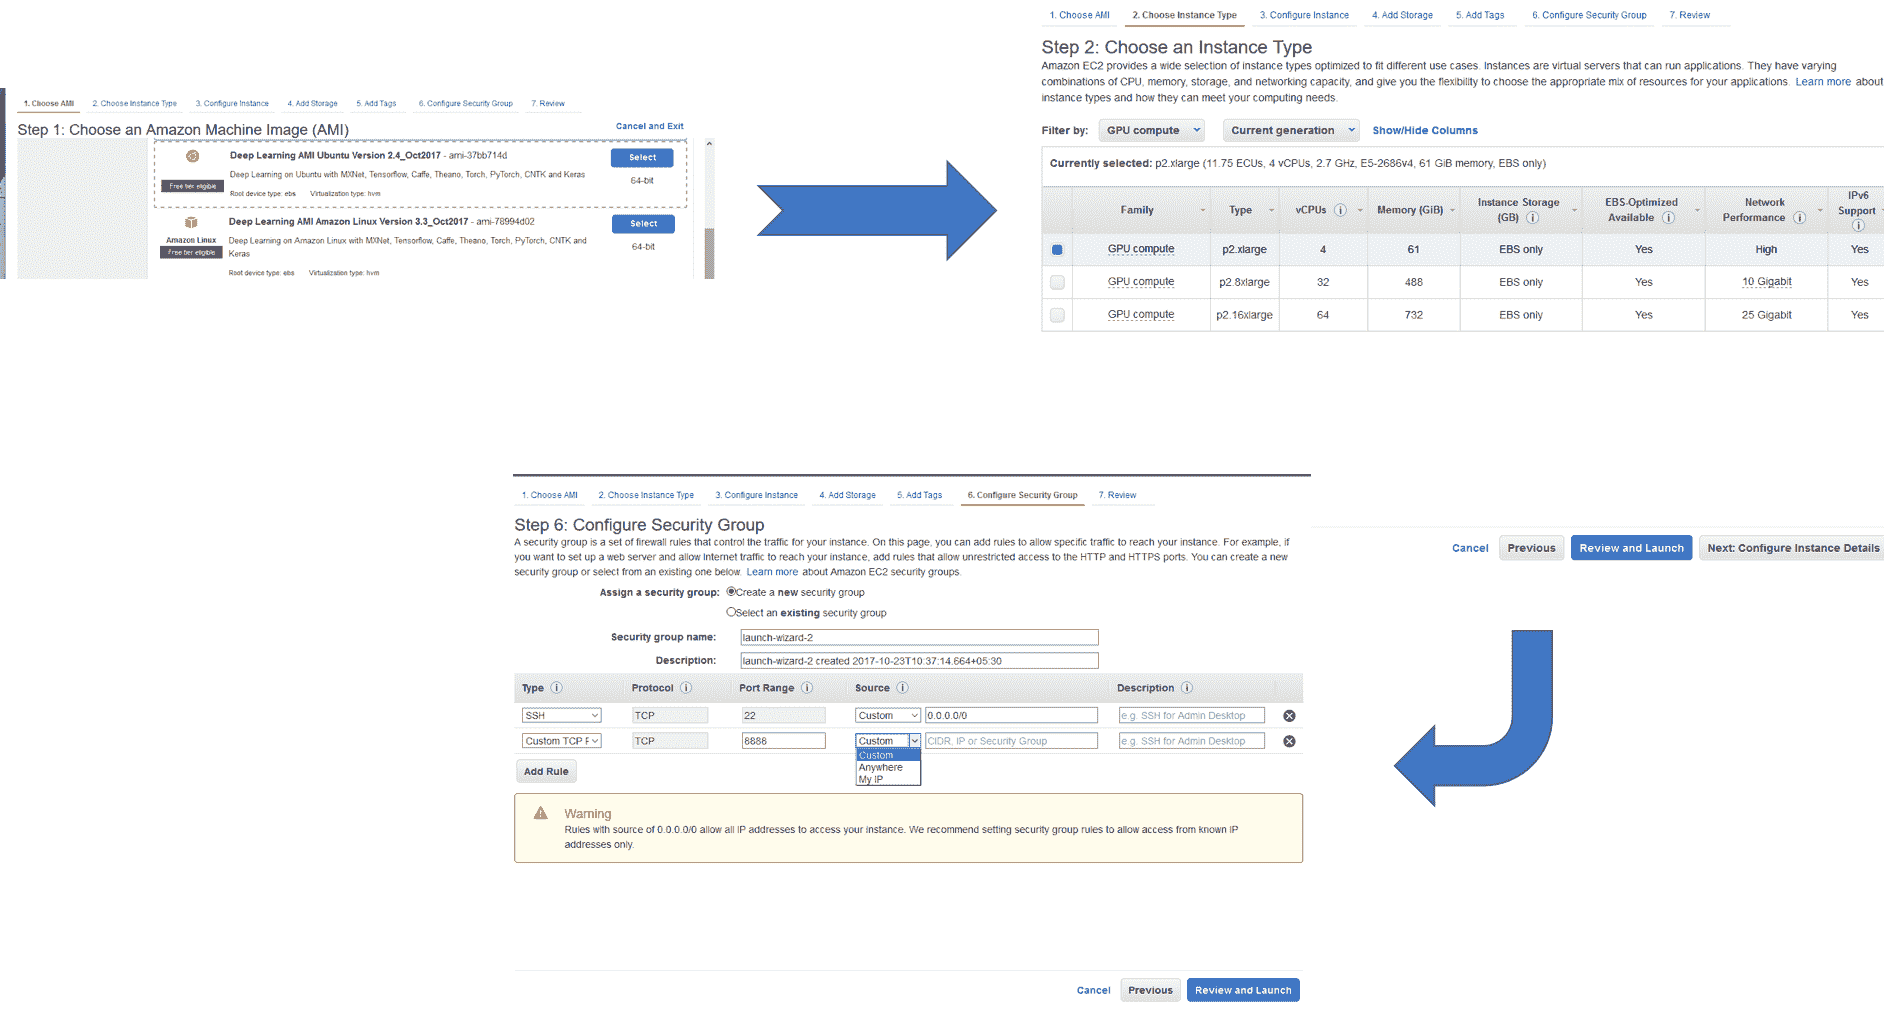 1. Choose AMI 2. Choose Instance Type 3. Configure Instance 4. Add Storage 5. Add Tags 6. Configure Security Group 7. Review
Step 1: Choose an Amazon Machine Image (AMI)
Cancel and Exit
Deep Learning AMI Ubuntu Version 2.4_Oct2017 - ami-37bb714d
Select
Free tier eligible
Deep Learning on Ubuntu with MXNet, Tensorflow, Caffe, Theano, Torch, PyTorch, CNTK and Keras
64-bit
Root device type: ebs Virtualization type: hvm
Deep Learning AMI Amazon Linux Version 3.3_Oct2017 - ami-78994d02
Select
Amazon Linux
Free tier eligible
Deep Learning on Amazon Linux with MXNet, Tensorflow, Caffe, Theano, Torch, PyTorch, CNTK and
Keras
64-bit
Root device type: ebs Virtualization type: hvm
1. Choose AMI 2. Choose Instance Type 3. Configure Instance 4. Add Storage 5. Add Tags 6. Configure Security Group 7. Review
Step 2: Choose an Instance Type
Amazon EC2 provides a wide selection of instance types optimized to fit different use cases. Instances are virtual servers that can run applications. They have varying
combinations of CPU, memory, storage, and networking capacity, and give you the flexibility to choose the appropriate mix of resources for your applications. Learn more about
instance types and how they can meet your computing needs.
Filter by: GPU compute Current generation Show/Hide Columns
Currently selected: p2.xlarge (11.75 ECUs, 4 vCPUs, 2.7 GHz, E5-2686v4, 61 GiB memory, EBS only)
Family Type vCPUs Memory (GiB) Instance Storage (GB) EBS-Optimized Available Network Performance IPv6 Support
GPU compute p2.xlarge 4 61 EBS only Yes High Yes
GPU compute p2.8xlarge 32 488 EBS only Yes 10 Gigabit Yes
GPU compute p2.16xlarge 64 732 EBS only Yes 25 Gigabit Yes
Cancel Previous Review and Launch Next: Configure Instance Details
1. Choose AMI 2. Choose Instance Type 3. Configure Instance 4. Add Storage 5. Add Tags 6. Configure Security Group 7. Review
Step 6: Configure Security Group
A security group is a set of firewall rules that control the traffic for your instance. On this page, you can add rules to allow specific traffic to reach your instance. For example, if
you want to set up a web server and allow Internet traffic to reach your instance, add rules that allow unrestricted access to the HTTP and HTTPS ports. You can create a new
security group or select from an existing one below. Learn more about Amazon EC2 security groups.
Assign a security group: Create a new security group
Select an existing security group
Security group name: launch-wizard-2
Description: launch-wizard-2 created 2017-10-23T10:37:14.664+05:30
Type Protocol Port Range Source Description
SSH TCP 22 Custom 0.0.0.0/0 e.g. SSH for Admin Desktop
Custom TCP F TCP 8886 Custom CIDR, IP or Security Group e.g. SSH for Admin Desktop
Custom
Anywhere
My IP
Add Rule
Warning
Rules with source of 0.0.0.0/0 allow all IP addresses to access your instance. We recommend setting security group rules to allow access from known IP
addresses only.
Cancel Previous Review and Launch